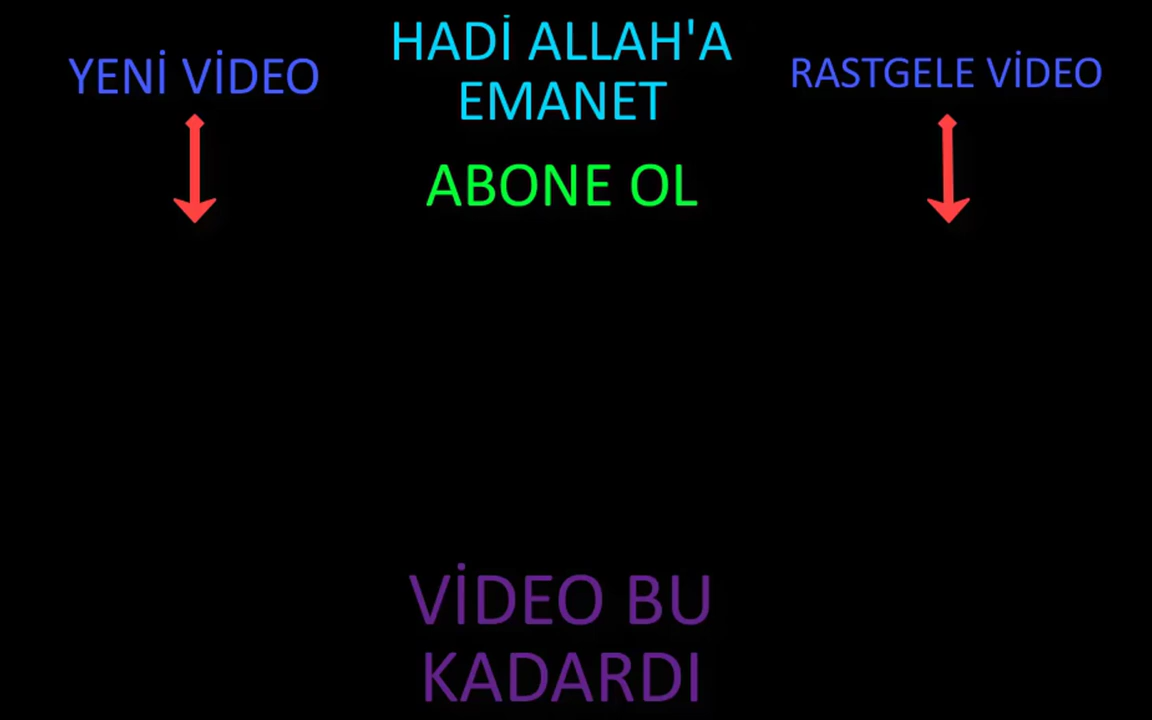 HADİ ALLAH'A
EMANET
YENİ VİDEO
RASTGELE VİDEO
ABONE OL
VİDEO BU
KADARDI